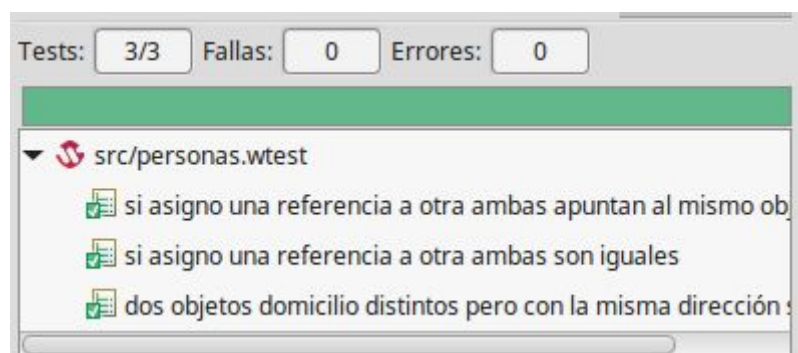 Tests: 3/3 Fallas: 0 Errores: 0
src/personas.wtest
si asigno una referencia a otra ambas apuntan al mismo
si asigno una referencia a otra ambas son iguales
dos objetos domicilio distintos pero con la misma dirección